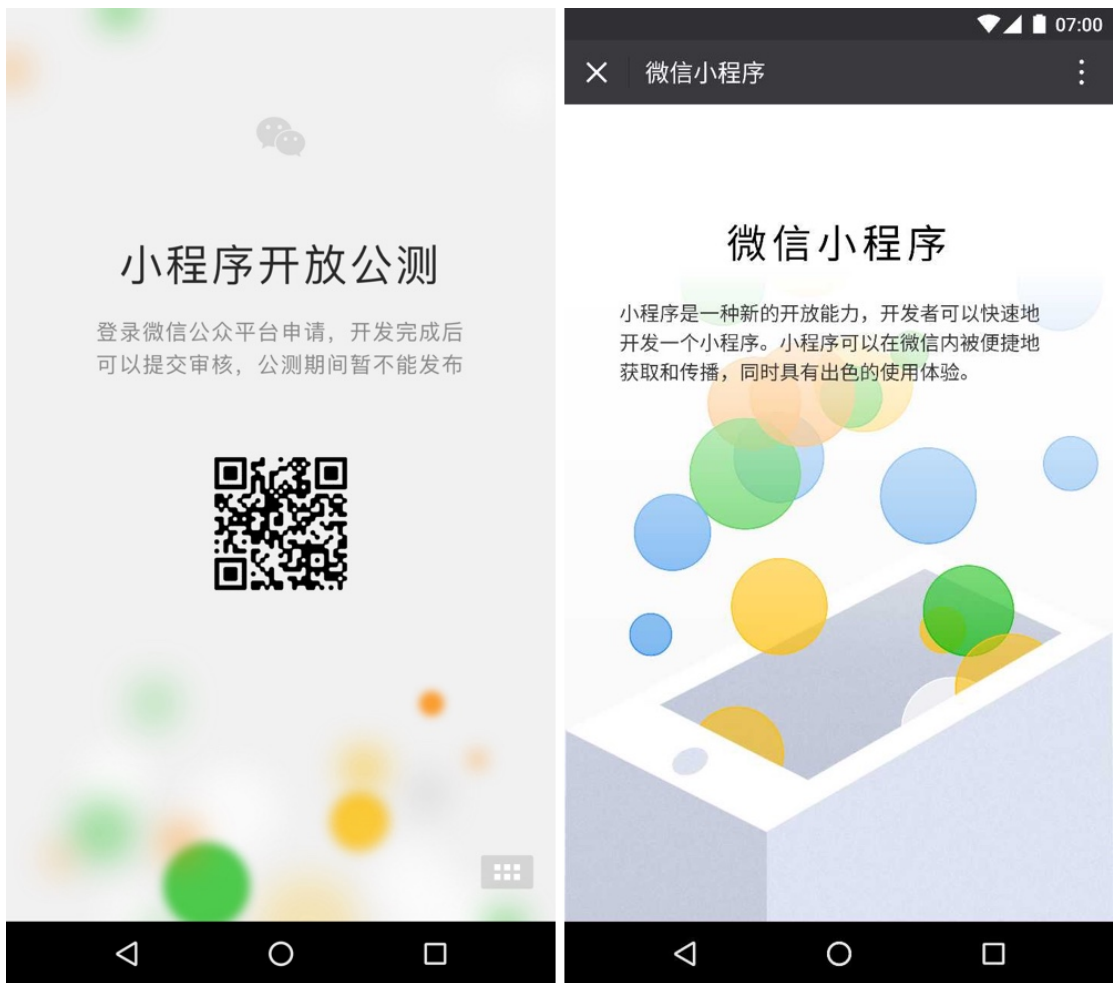 小程序开放公测
登录微信公众平台申请，开发完成后
可以提交审核，公测期间暂不能发布
07:00
微信小程序
微信小程序
小程序是一种新的开放能力，开发者可以快速地
开发一个小程序。小程序可以在微信内被便捷地
获取和传播，同时具有出色的使用体验。